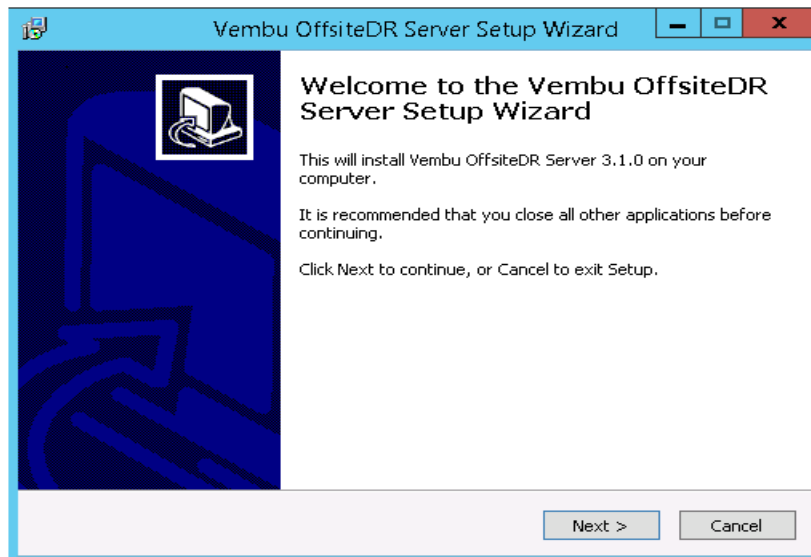 Vembu OffsiteDR Server Setup Wizard
Welcome to the Vembu OffsiteDR
Server Setup Wizard
This will install Vembu OffsiteDR Server 3.1.0 on your
computer.
It is recommended that you close all other applications before
continuing.
Click Next to continue, or Cancel to exit Setup.
Next >
Cancel